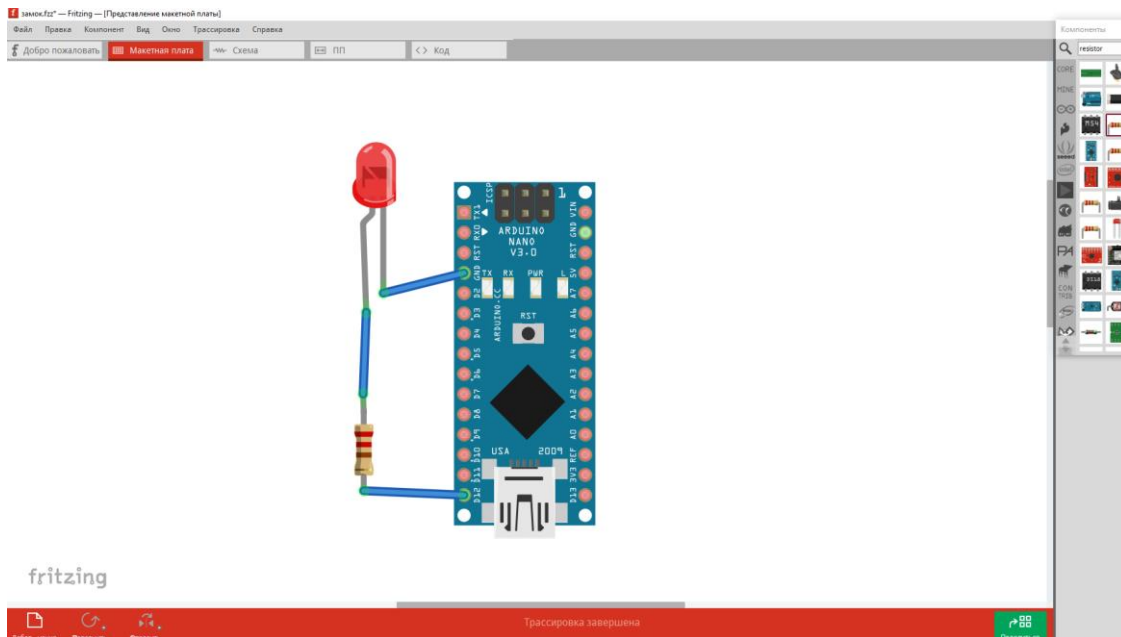 замок.fzz* — Fritzing — [Представление макетной платы]
Файл Правка Компонент Вид Окно Трассировка Справка
Добро пожаловать Макетная плата Схема ПП <> Код
Компоненты
resistor
CORE
MINE
CON
TRIB
PA
ICSP
1
TX1
RX0
RST
GND
D2
D3
D4
D5
D6
D7
D8
D9
D10
D11
D12
ARDUINO
NANO
V3.0
TX RX PWR L
ARDUINO.CC
RST
USA 2009
VIN
GND
RST
5V
A7
A6
A5
A4
A3
A2
A1
A0
REF
3V3
D13
fritzing
Трассировка завершена